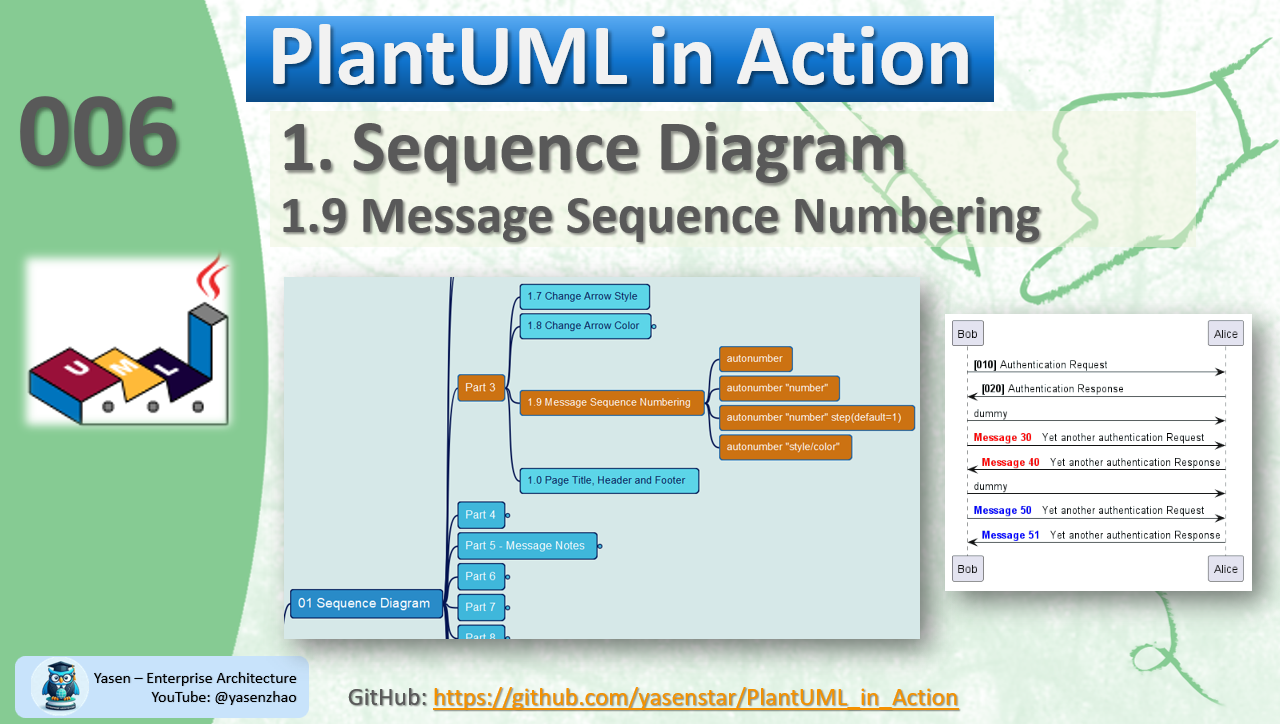 PlantUML in Action
006
1. Sequence Diagram
1.9 Message Sequence Numbering
UML
1.7 Change Arrow Style
1.8 Change Arrow Color
Part 3
1.9 Message Sequence Numbering
autonumber
autonumber "number"
autonumber "number" step(default=1)
autonumber "style/color"
1.0 Page Title, Header and Footer
Part 4
Part 5 - Message Notes
Part 6
01 Sequence Diagram
Part 7
Part 8
Bob Alice
[010] Authentication Request
[020] Authentication Response
dummy
Message 30 Yet another authentication Request
Message 40 Yet another authentication Response
dummy
Message 50 Yet another authentication Request
Message 51 Yet another authentication Response
Bob Alice
Yasen – Enterprise Architecture
YouTube: @yasenzhao
GitHub: https://github.com/yasenstar/PlantUML_in_Action